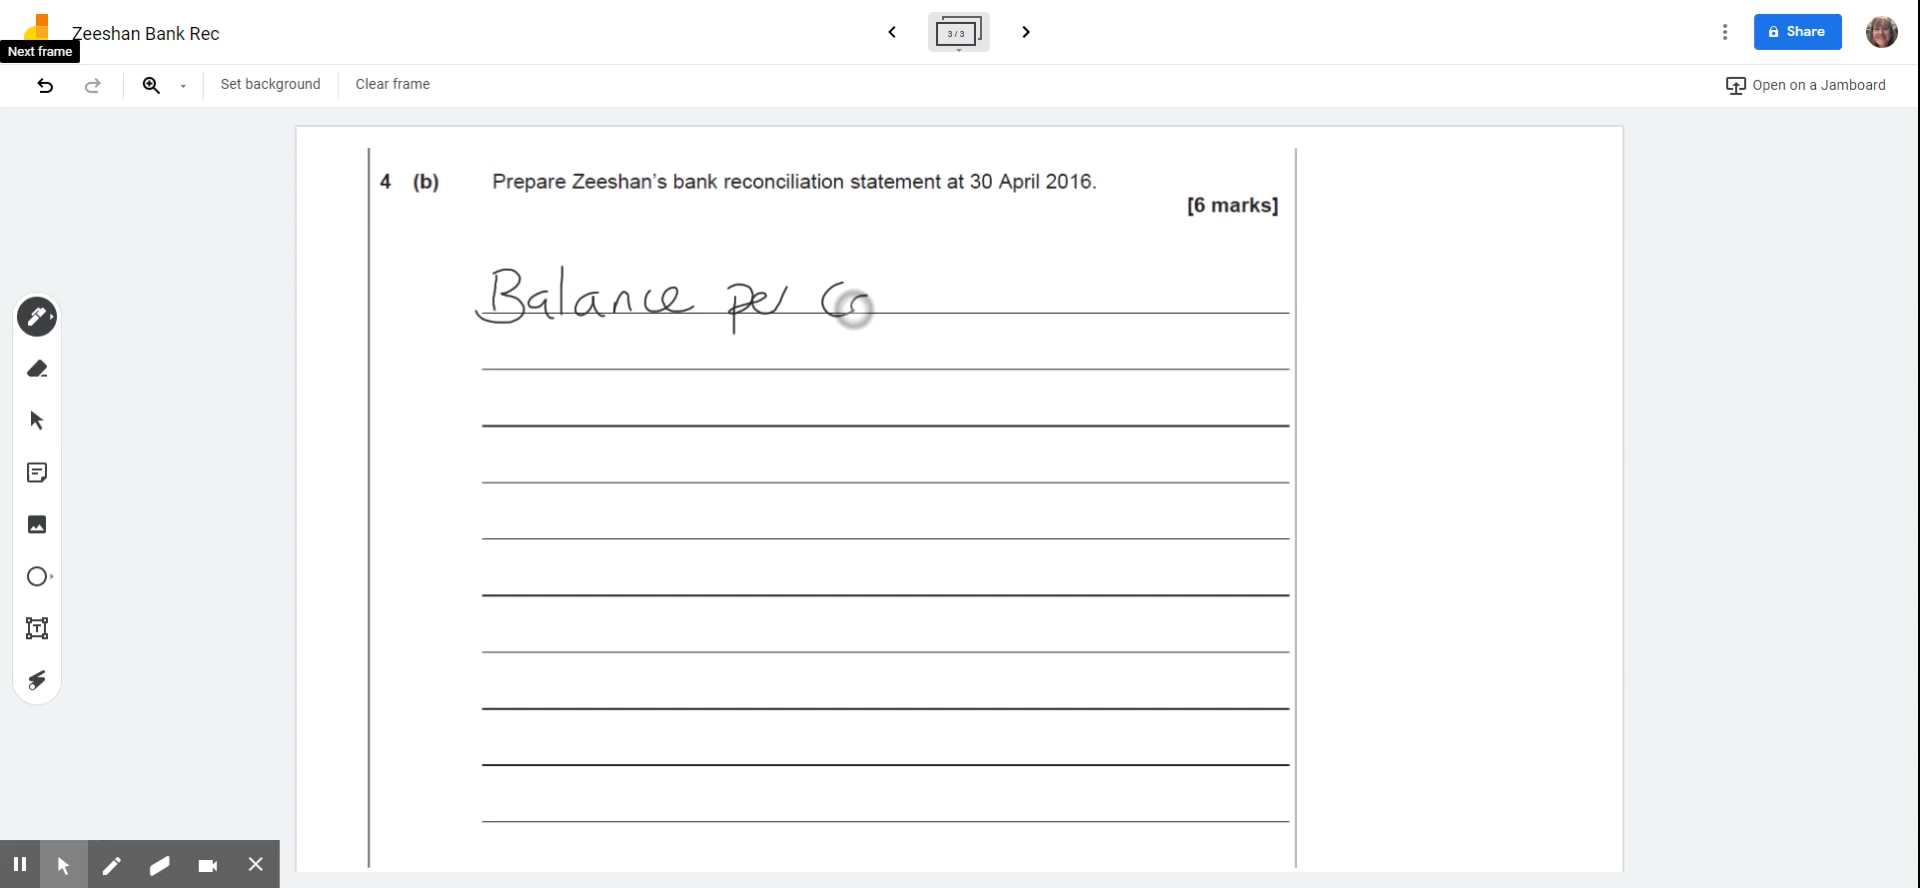 Zeeshan Bank Rec
3 / 3
Share
Next frame
Set background
Clear frame
Open on a Jamboard
4 (b) Prepare Zeeshan's bank reconciliation statement at 30 April 2016.
[6 marks]
Balance per